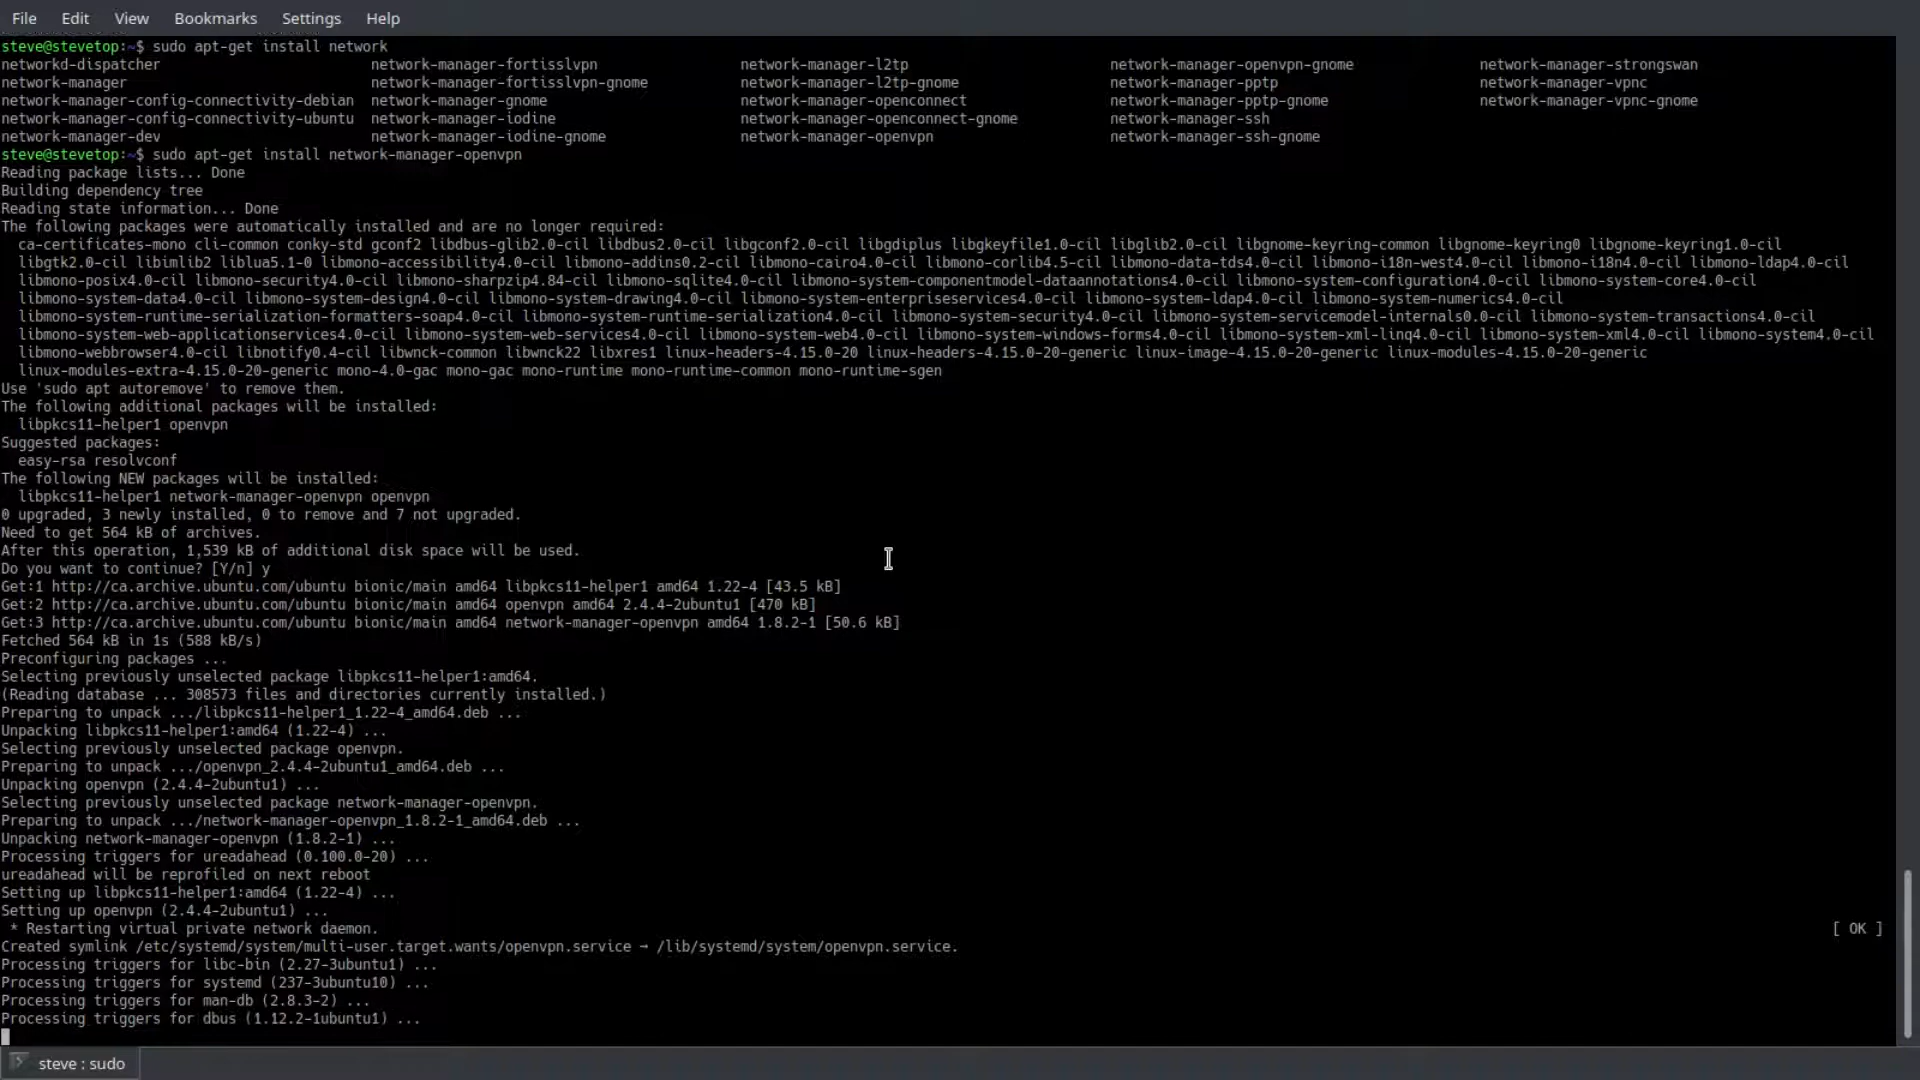 File Edit View Bookmarks Settings Help
steve@stevetop:~$ sudo apt-get install network
networkd-dispatcher network-manager-fortisslvpn network-manager-l2tp network-manager-openvpn-gnome network-manager-strongswan
network-manager network-manager-fortisslvpn-gnome network-manager-l2tp-gnome network-manager-pptp network-manager-vpnc
network-manager-config-connectivity-debian network-manager-gnome network-manager-openconnect network-manager-pptp-gnome network-manager-vpnc-gnome
network-manager-config-connectivity-ubuntu network-manager-iodine network-manager-openconnect-gnome network-manager-ssh
network-manager-dev network-manager-iodine-gnome network-manager-openvpn network-manager-ssh-gnome
steve@stevetop:~$ sudo apt-get install network-manager-openvpn
Reading package lists... Done
Building dependency tree
Reading state information... Done
The following packages were automatically installed and are no longer required:
ca-certificates-mono cli-common conky-std gconf2 libdbus-glib2.0-cil libdbus2.0-cil libgconf2.0-cil libgdiplus libgkeyfile1.0-cil libglib2.0-cil libgnome-keyring-common libgnome-keyring0 libgnome-keyring1.0-cil
libgtk2.0-cil libimlib2 liblua5.1-0 libmono-accessibility4.0-cil libmono-addins0.2-cil libmono-cairo4.0-cil libmono-corlib4.5-cil libmono-data-tds4.0-cil libmono-i18n-west4.0-cil libmono-i18n4.0-cil libmono-ldap4.0-cil
libmono-posix4.0-cil libmono-security4.0-cil libmono-sharpzip4.84-cil libmono-sqlite4.0-cil libmono-system-componentmodel-dataannotations4.0-cil libmono-system-configuration4.0-cil libmono-system-core4.0-cil
libmono-system-data4.0-cil libmono-system-design4.0-cil libmono-system-drawing4.0-cil libmono-system-enterpriseservices4.0-cil libmono-system-ldap4.0-cil libmono-system-numerics4.0-cil
libmono-system-runtime-serialization-formatters-soap4.0-cil libmono-system-runtime-serialization4.0-cil libmono-system-security4.0-cil libmono-system-servicemodel-internals0.0-cil libmono-system-transactions4.0-cil
libmono-system-web-applicationservices4.0-cil libmono-system-web-services4.0-cil libmono-system-web4.0-cil libmono-system-windows-forms4.0-cil libmono-system-xml-linq4.0-cil libmono-system-xml4.0-cil libmono-system4.0-cil
libmono-webbrowser4.0-cil libnotify0.4-cil libwnck-common libwnck22 libxres1 linux-headers-4.15.0-20 linux-headers-4.15.0-20-generic linux-image-4.15.0-20-generic linux-modules-4.15.0-20-generic
linux-modules-extra-4.15.0-20-generic mono-4.0-gac mono-gac mono-runtime mono-runtime-common mono-runtime-sgen
Use 'sudo apt autoremove' to remove them.
The following additional packages will be installed:
libpkcs11-helper1 openvpn
Suggested packages:
easy-rsa resolvconf
The following NEW packages will be installed:
libpkcs11-helper1 network-manager-openvpn openvpn
0 upgraded, 3 newly installed, 0 to remove and 7 not upgraded.
Need to get 564 kB of archives.
After this operation, 1,539 kB of additional disk space will be used.
Do you want to continue? [Y/n] y
Get:1 http://ca.archive.ubuntu.com/ubuntu bionic/main amd64 libpkcs11-helper1 amd64 1.22-4 [43.5 kB]
Get:2 http://ca.archive.ubuntu.com/ubuntu bionic/main amd64 openvpn amd64 2.4.4-2ubuntu1 [470 kB]
Get:3 http://ca.archive.ubuntu.com/ubuntu bionic/main amd64 network-manager-openvpn amd64 1.8.2-1 [50.6 kB]
Fetched 564 kB in 1s (588 kB/s)
Preconfiguring packages ...
Selecting previously unselected package libpkcs11-helper1:amd64.
(Reading database ... 308573 files and directories currently installed.)
Preparing to unpack .../libpkcs11-helper1_1.22-4_amd64.deb ...
Unpacking libpkcs11-helper1:amd64 (1.22-4) ...
Selecting previously unselected package openvpn.
Preparing to unpack .../openvpn_2.4.4-2ubuntu1_amd64.deb ...
Unpacking openvpn (2.4.4-2ubuntu1) ...
Selecting previously unselected package network-manager-openvpn.
Preparing to unpack .../network-manager-openvpn_1.8.2-1_amd64.deb ...
Unpacking network-manager-openvpn (1.8.2-1) ...
Processing triggers for ureadahead (0.100.0-20) ...
ureadahead will be reprofiled on next reboot
Setting up libpkcs11-helper1:amd64 (1.22-4) ...
Setting up openvpn (2.4.4-2ubuntu1) ...
* Restarting virtual private network daemon. [ OK ]
Created symlink /etc/systemd/system/multi-user.target.wants/openvpn.service → /lib/systemd/system/openvpn.service.
Processing triggers for libc-bin (2.27-3ubuntu1) ...
Processing triggers for systemd (237-3ubuntu10) ...
Processing triggers for man-db (2.8.3-2) ...
Processing triggers for dbus (1.12.2-1ubuntu1) ...
steve : sudo